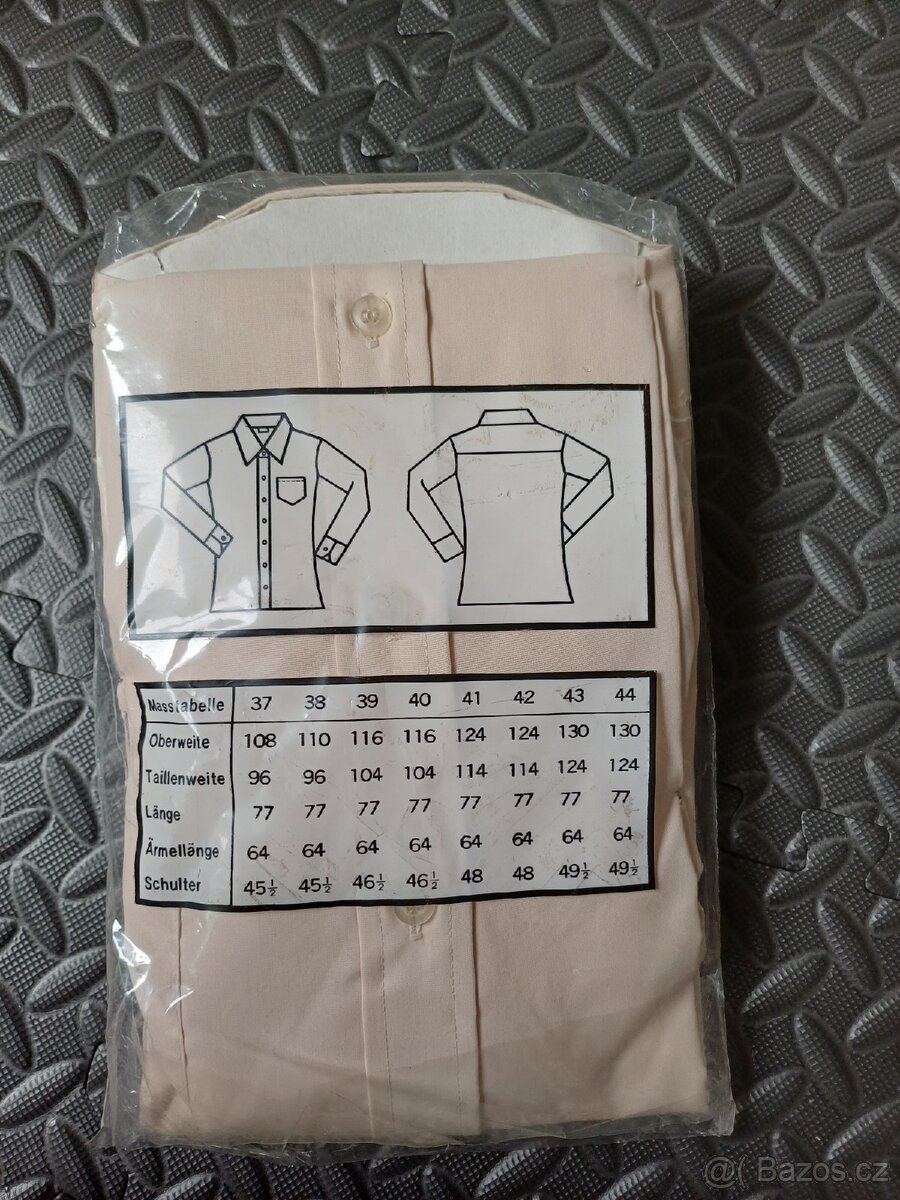 Masstabelle 37 38 39 40 41 42 43 44
Oberweite 108 110 116 116 124 124 130 130
Taillenweite 96 96 104 104 114 114 124 124
Länge 77 77 77 77 77 77 77 77
Ärmellänge 64 64 64 64 64 64 64 64
Schulter 45½ 45½ 46½ 46½ 48 48 49½ 49½
@( Bazos.cz